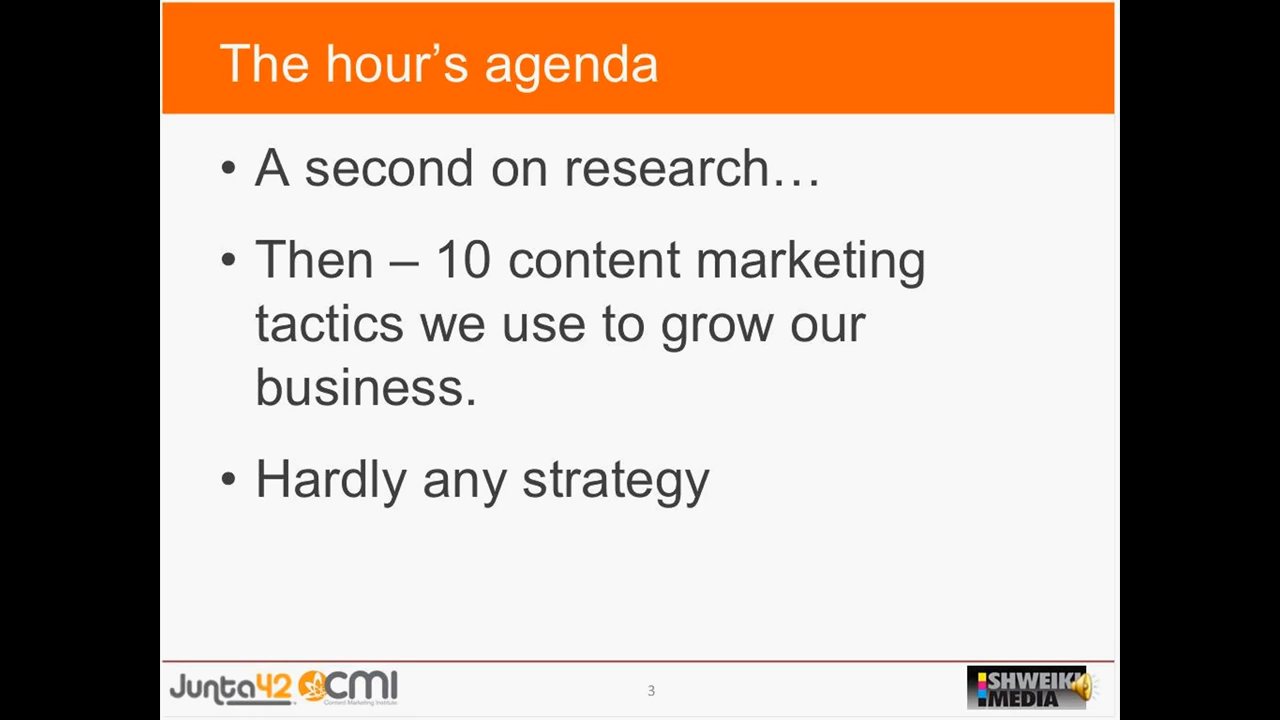 The hour’s agenda
• A second on research…
• Then – 10 content marketing
tactics we use to grow our
business.
• Hardly any strategy
Junta42 CMI
Content Marketing Institute
3
SHWEIKI
MEDIA